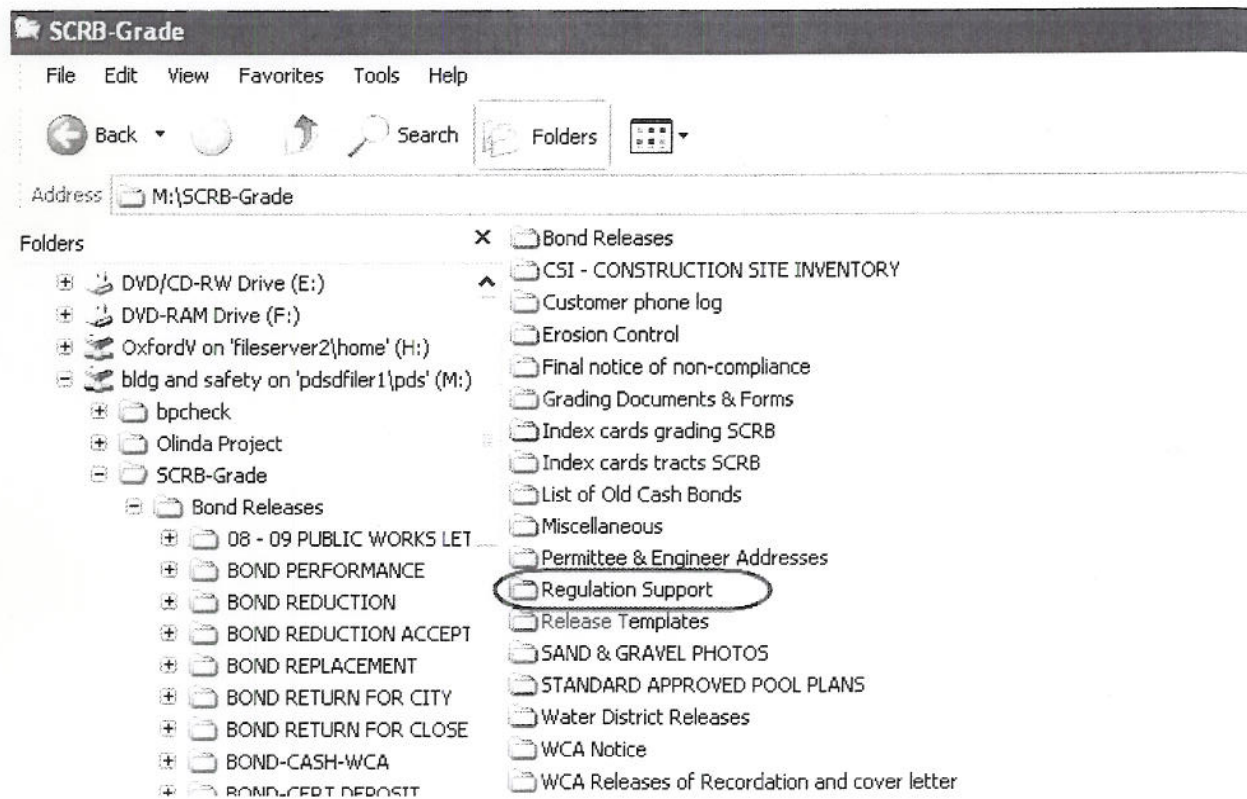 SCRB-Grade
File Edit View Favorites Tools Help
Back Search Folders
Address M:\SCRB-Grade
Folders
DVD/CD-RW Drive (E:)
DVD-RAM Drive (F:)
OxfordV on 'fileserver2\home' (H:)
bldg and safety on 'pdsdfiler1\pds' (M:)
bpcheck
Olinda Project
SCRB-Grade
Bond Releases
08 - 09 PUBLIC WORKS LET
BOND PERFORMANCE
BOND REDUCTION
BOND REDUCTION ACCEPT
BOND REPLACEMENT
BOND RETURN FOR CITY
BOND RETURN FOR CLOSE
BOND-CASH-WCA
BOND-CERT DEPOSIT
Bond Releases
CSI - CONSTRUCTION SITE INVENTORY
Customer phone log
Erosion Control
Final notice of non-compliance
Grading Documents & Forms
Index cards grading SCRB
Index cards tracts SCRB
List of Old Cash Bonds
Miscellaneous
Permittee & Engineer Addresses
Regulation Support
Release Templates
SAND & GRAVEL PHOTOS
STANDARD APPROVED POOL PLANS
Water District Releases
WCA Notice
WCA Releases of Recordation and cover letter